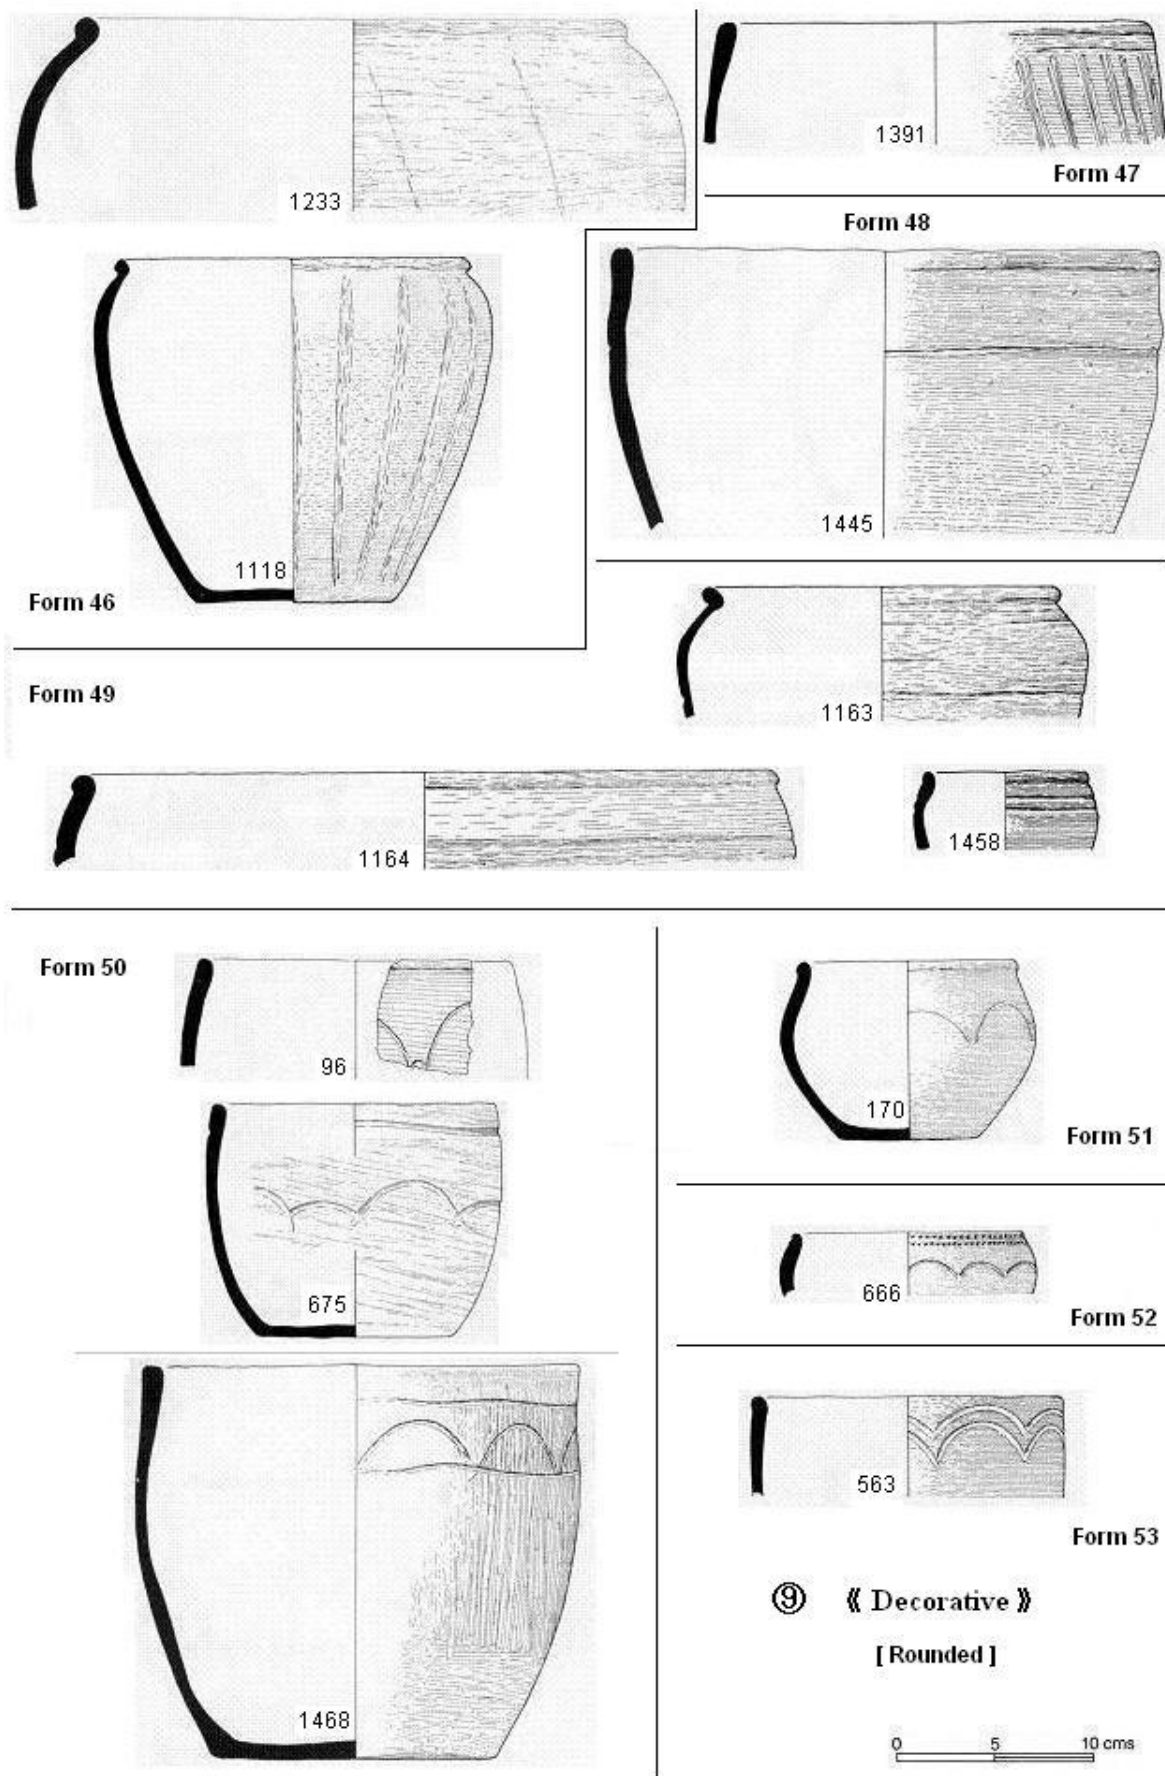 1233
1391
Form 47
Form 48
1118
1445
Form 46
Form 49
1163
1164
1458
Form 50
96
170
Form 51
675
666
Form 52
563
Form 53
1468
⑨ 《 Decorative 》
[ Rounded ]
0 5 10 cms